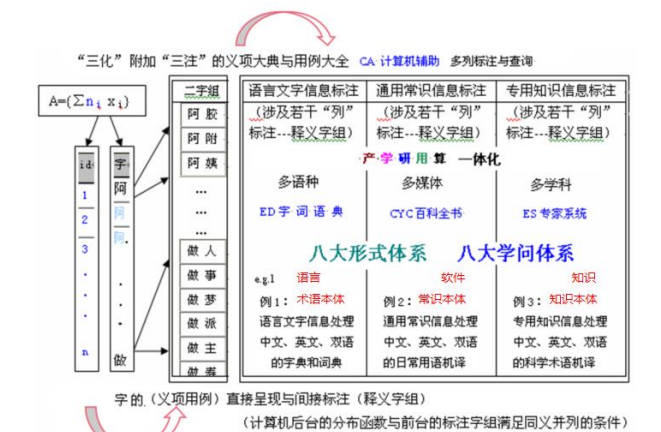 “三化”附加“三注”的义项大典与用例大全 CA 计算机辅助 多列标注与查询
A={∑ni xi}
id 字
1 阿
2 阿
3 阿
n 做
二字组
阿 胶
阿 附
阿 姨
...
...
...
做 人
做 事
做 梦
做 派
做 主
做 寿
语言文字信息标注 通用常识信息标注 专用知识信息标注
(涉及若干“列” (涉及若干“列” (涉及若干“列”
标注---释义字组) 标注---释义字组) 标注---释义字组)
产·学·研·用·算 一体化
多语种 多媒体 多学科
ED字·词·语·典 CYC百科全书 ES专家系统
八大形式体系 八大学问体系
e.g.1 语言 软件 知识
例1：术语本体 例2：常识本体 例3：知识本体
语言文字信息处理 通用常识信息处理 专用知识信息处理
中文、英文、双语 中文、英文、双语 中文、英文、双语
的字典和词典 的日常用语机译 的科学术语机译
字的.(义项用例)直接呈现与间接标注(释义字组)
(计算机后台的分布函数与前台的标注字组满足同义并列的条件)